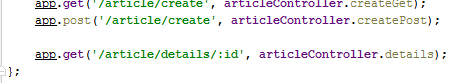 app.get('/article/create', articleController.createGet);
app.post('/article/create', articleController.createPost);
app.get('/article/details/:id', articleController.details);
};